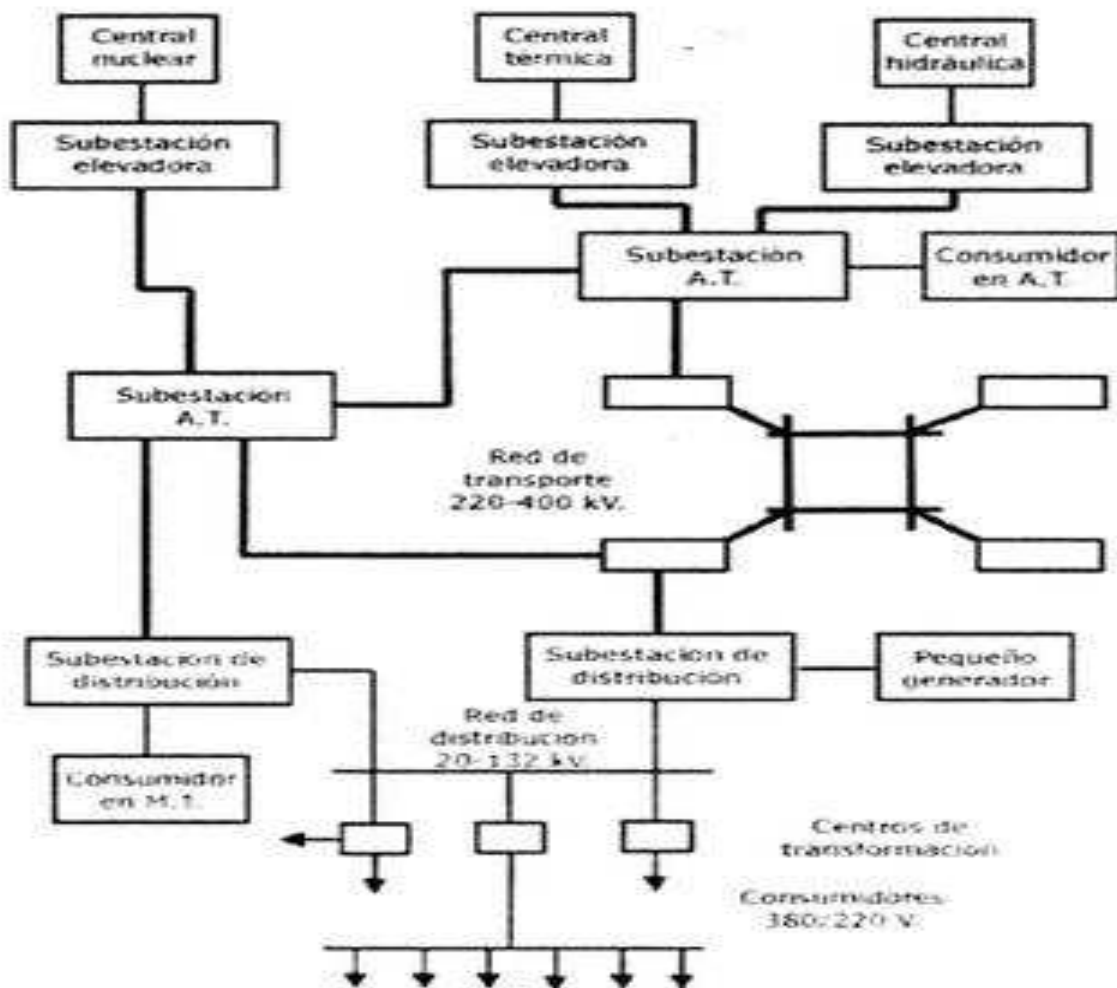 Central
nuclear
Central
térmica
Central
hidráulica
Subestación
elevadora
Subestación
elevadora
Subestación
elevadora
Subestación
A.T.
Consumidor
en A.T.
Subestación
A.T.
Red de
transporte
220-400 kV.
Subestación de
distribución
Subestación de
distribución
Pequeño
generador
Red de
distribución
20-132 kV.
Consumidor
en M.T.
Centros de
transformación
Consumidores
380/220 V.